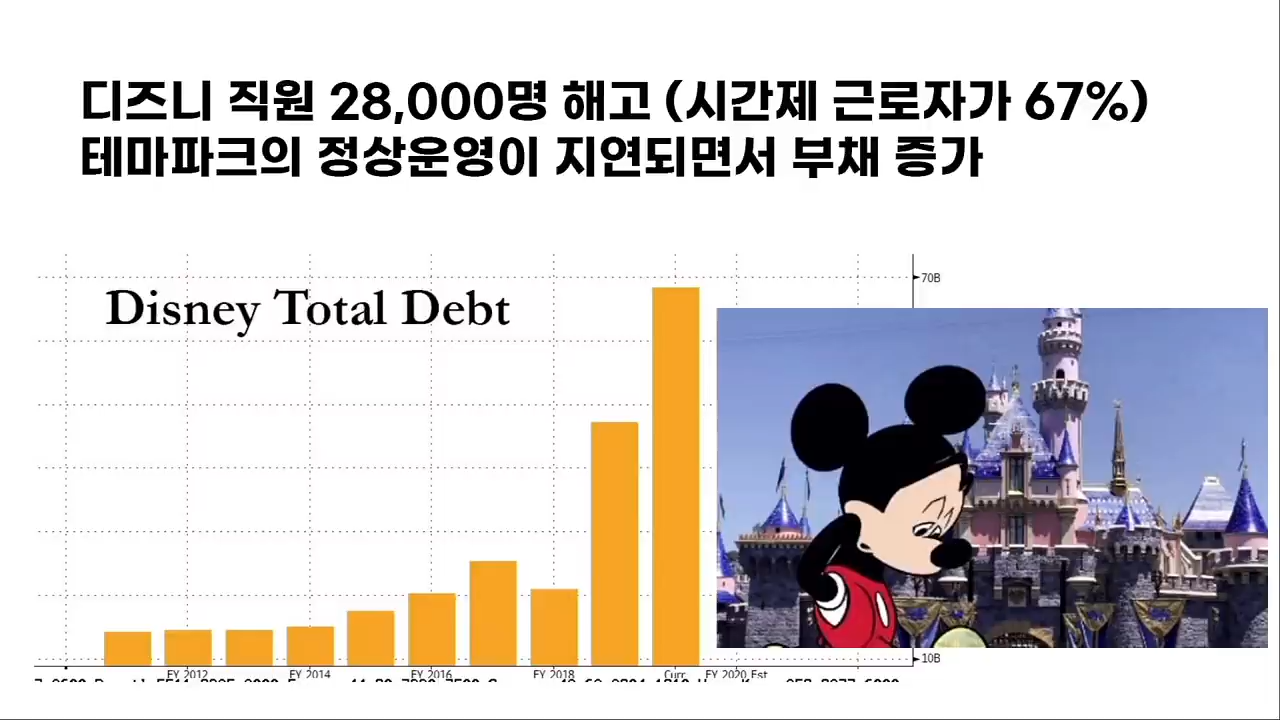 디즈니 직원 28,000명 해고 (시간제 근로자가 67%)
테마파크의 정상운영이 지연되면서 부채 증가
Disney Total Debt
70B
10B
FY 2012 FY 2014 FY 2016 FY 2018 Curr FY 2020 Est